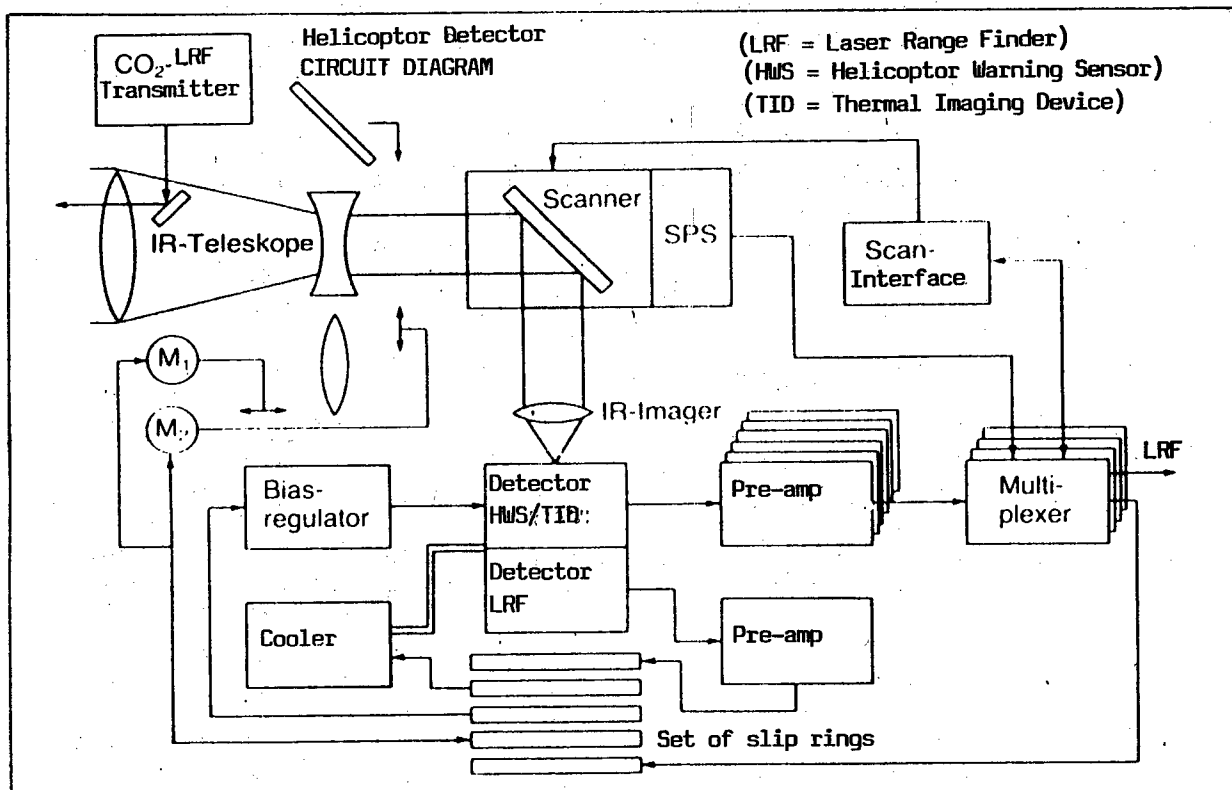 Helicoptor Detector
CIRCUIT DIAGRAM
(LRF = Laser Range Finder)
(HWS = Helicoptor Warning Sensor)
(TID = Thermal Imaging Device)
CO₂-LRF
Transmitter
IR-Teleskope
Scanner
SPS
Scan-
Interface
M₁
M₂
IR-Imager
Bias-
regulator
Detector
HWS/TID
Pre-amp
Multi-
plexer
LRF
Detector
LRF
Cooler
Pre-amp
Set of slip rings